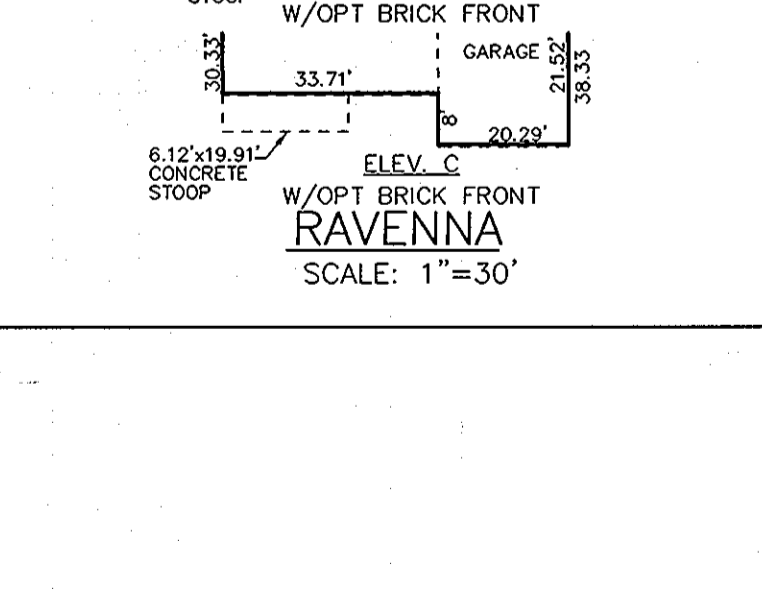 W/OPT BRICK FRONT
30.33'
33.71'
GARAGE
21.52'
38.33
8'
20.29'
6.12'x19.91'
CONCRETE
STOOP
ELEV. C
W/OPT BRICK FRONT
RAVENNA
SCALE: 1"=30'